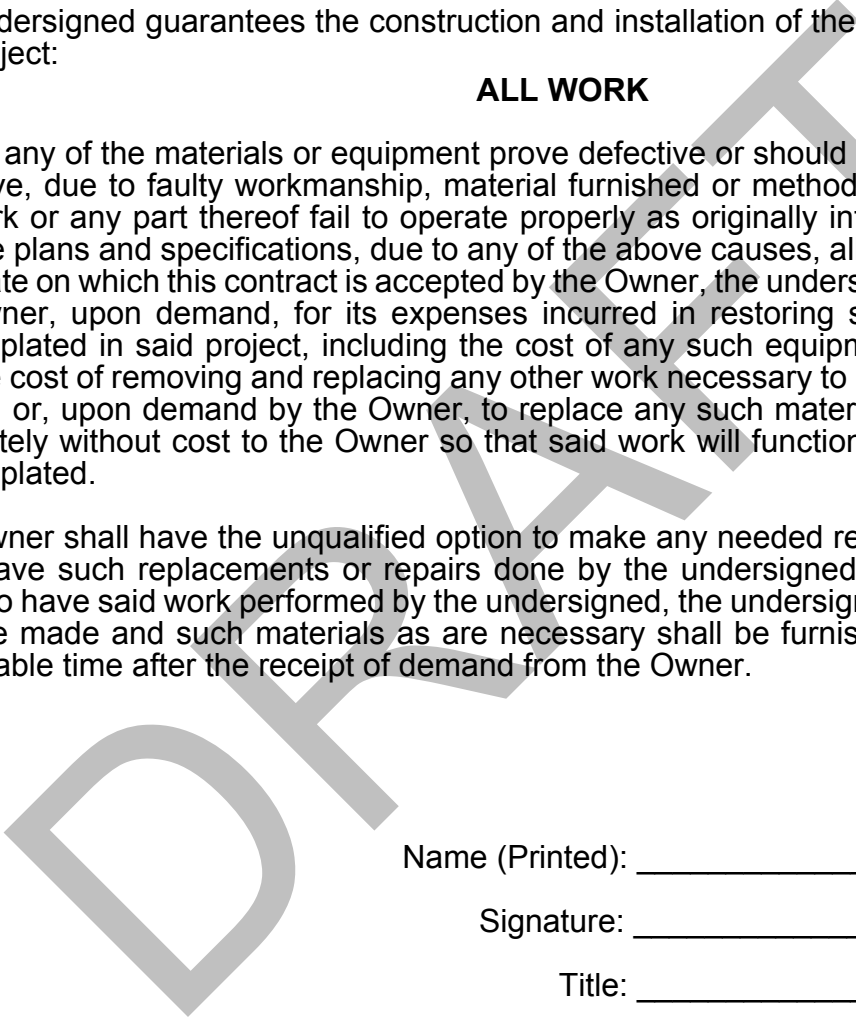 dersigned guarantees the construction and installation of the
ject:
ALL WORK
any of the materials or equipment prove defective or should
ve, due to faulty workmanship, material furnished or method
rk or any part thereof fail to operate properly as originally in
e plans and specifications, due to any of the above causes, al
ate on which this contract is accepted by the Owner, the unders
wner, upon demand, for its expenses incurred in restoring s
plated in said project, including the cost of any such equipm
e cost of removing and replacing any other work necessary to
or, upon demand by the Owner, to replace any such mater
tely without cost to the Owner so that said work will function
plated.
wner shall have the unqualified option to make any needed re
ave such replacements or repairs done by the undersigned
o have said work performed by the undersigned, the undersign
e made and such materials as are necessary shall be furnis
able time after the receipt of demand from the Owner.
Name (Printed):
Signature:
Title:
DRAFT